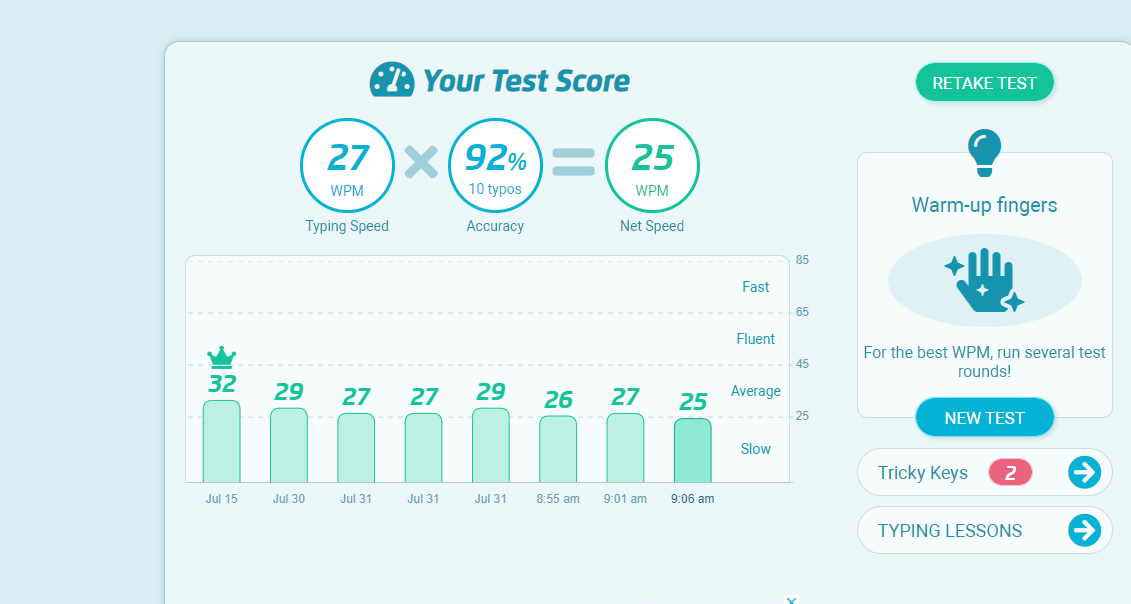 Your Test Score
RETAKE TEST
27
WPM
Typing Speed
92%
10 typos
Accuracy
25
WPM
Net Speed
Warm-up fingers
For the best WPM, run several test
rounds!
NEW TEST
Tricky Keys 2
TYPING LESSONS
85
Fast
65
Fluent
45
Average
25
Slow
32 29 27 27 29 26 27 25
Jul 15 Jul 30 Jul 31 Jul 31 Jul 31 8:55 am 9:01 am 9:06 am